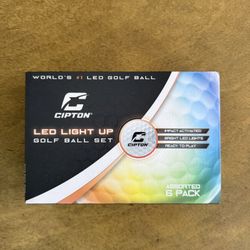 WORLD'S #1 LED GOLF BALL
CIPTON
LED LIGHT UP
GOLF BALL SET
CIPTON
IMPACT ACTIVATED
BRIGHT LED LIGHTS
READY TO PLAY
ASSORTED
6 PACK